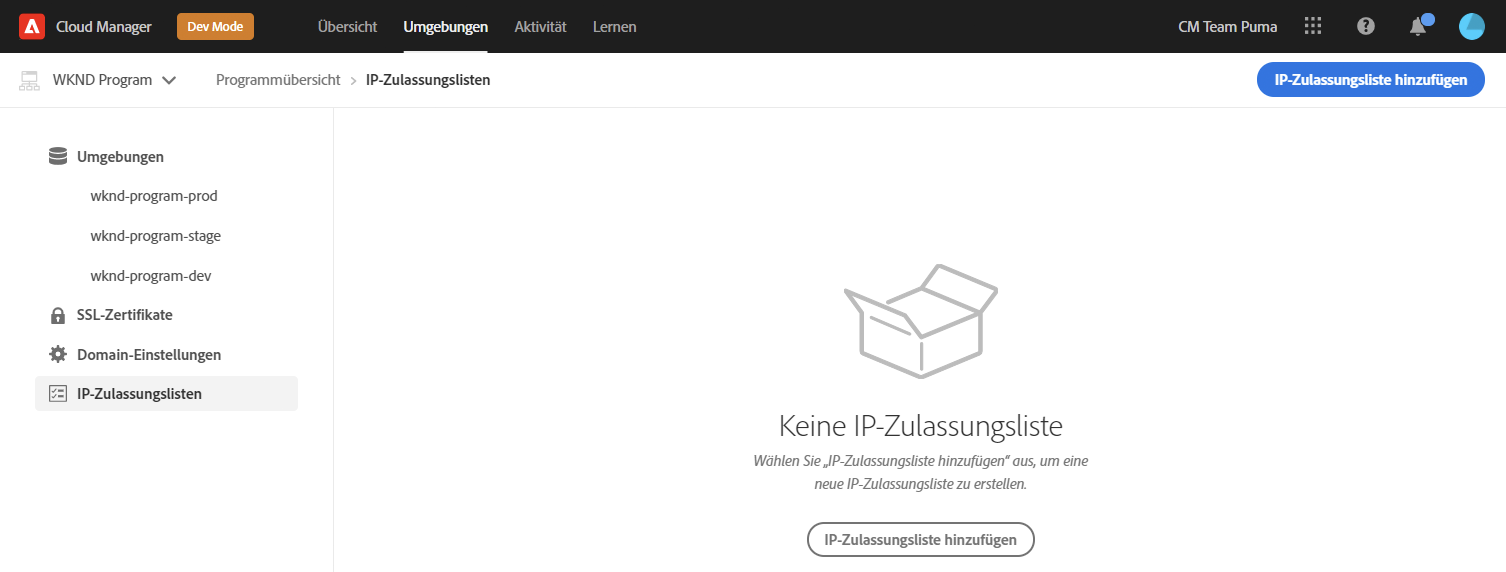 Cloud Manager Dev Mode Übersicht Umgebungen Aktivität Lernen CM Team Puma
WKND Program Programmübersicht > IP-Zulassungslisten IP-Zulassungsliste hinzufügen
Umgebungen
wknd-program-prod
wknd-program-stage
wknd-program-dev
SSL-Zertifikate
Domain-Einstellungen
IP-Zulassungslisten
Keine IP-Zulassungsliste
Wählen Sie „IP-Zulassungsliste hinzufügen“ aus, um eine
neue IP-Zulassungsliste zu erstellen.
IP-Zulassungsliste hinzufügen